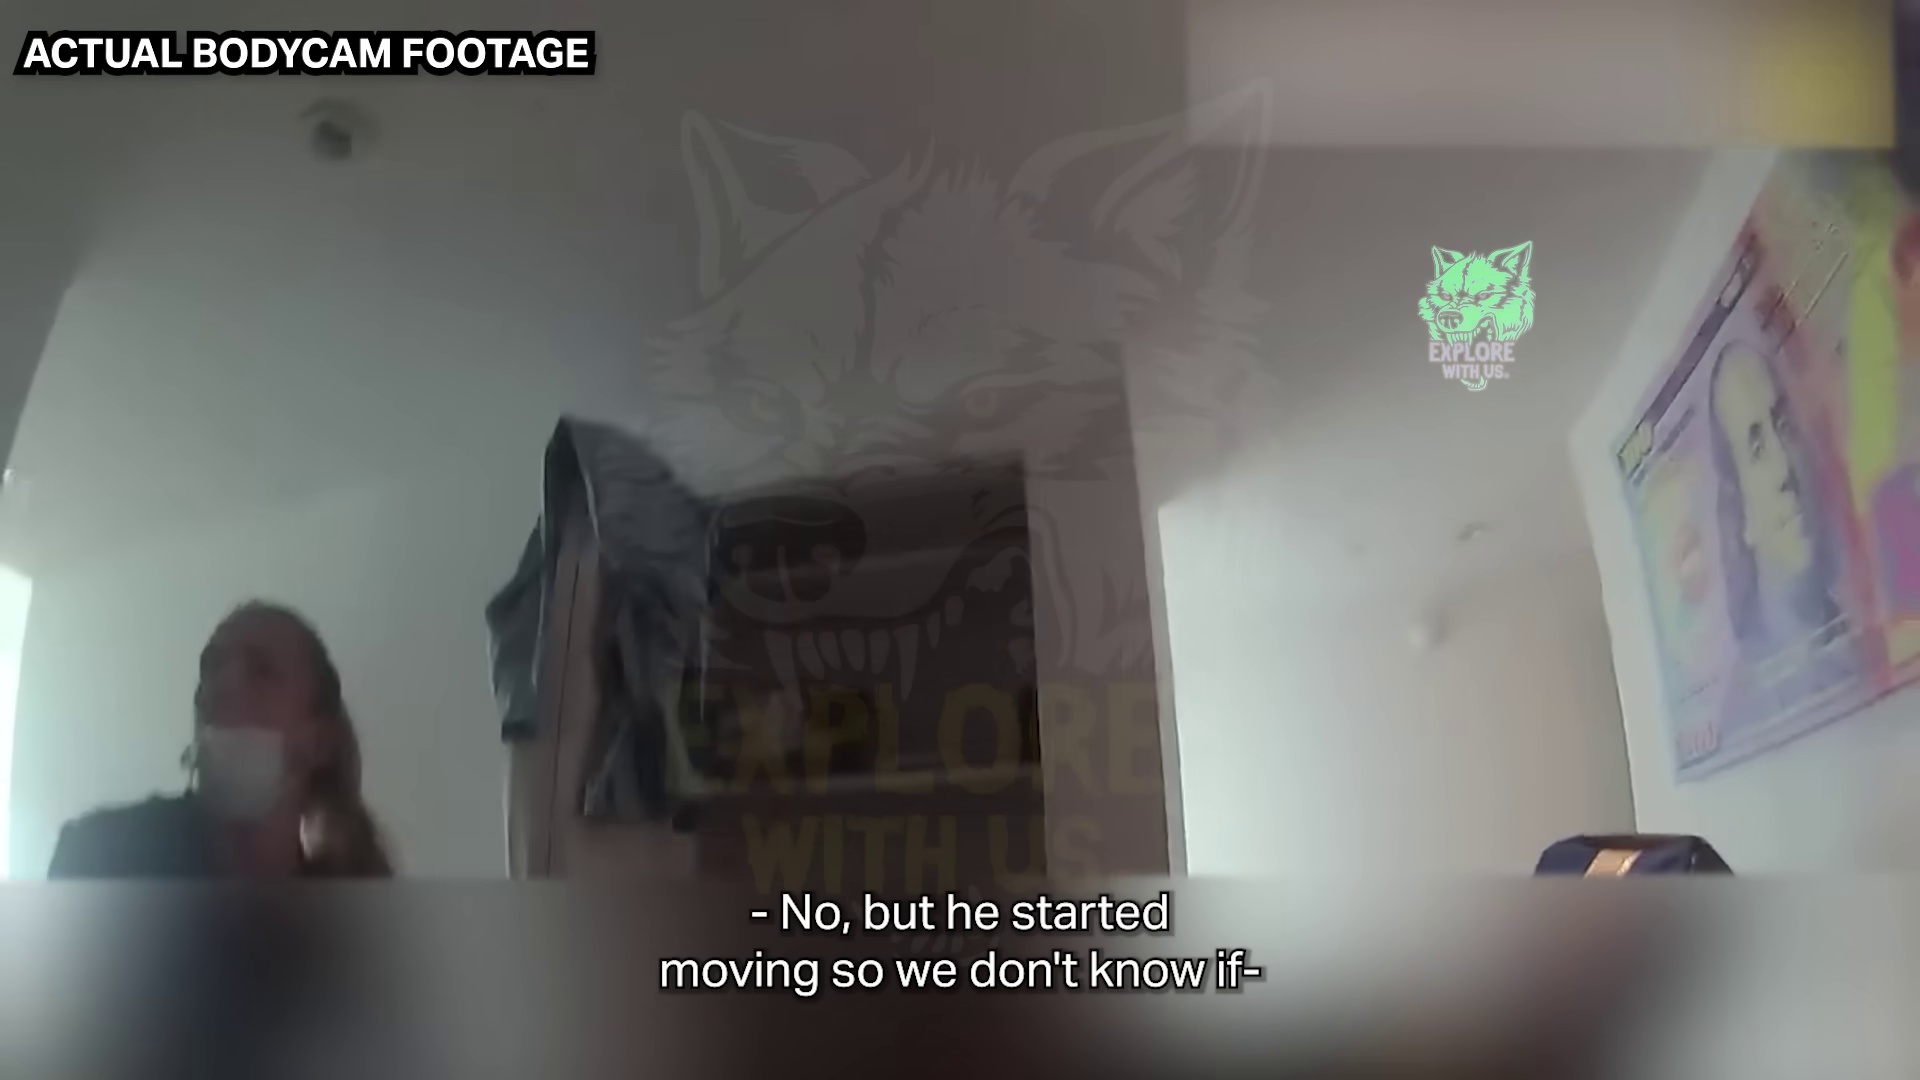 ACTUAL BODYCAM FOOTAGE
EXPLORE
WITH US.
EXPLORE
WITH US
- No, but he started
moving so we don't know if-